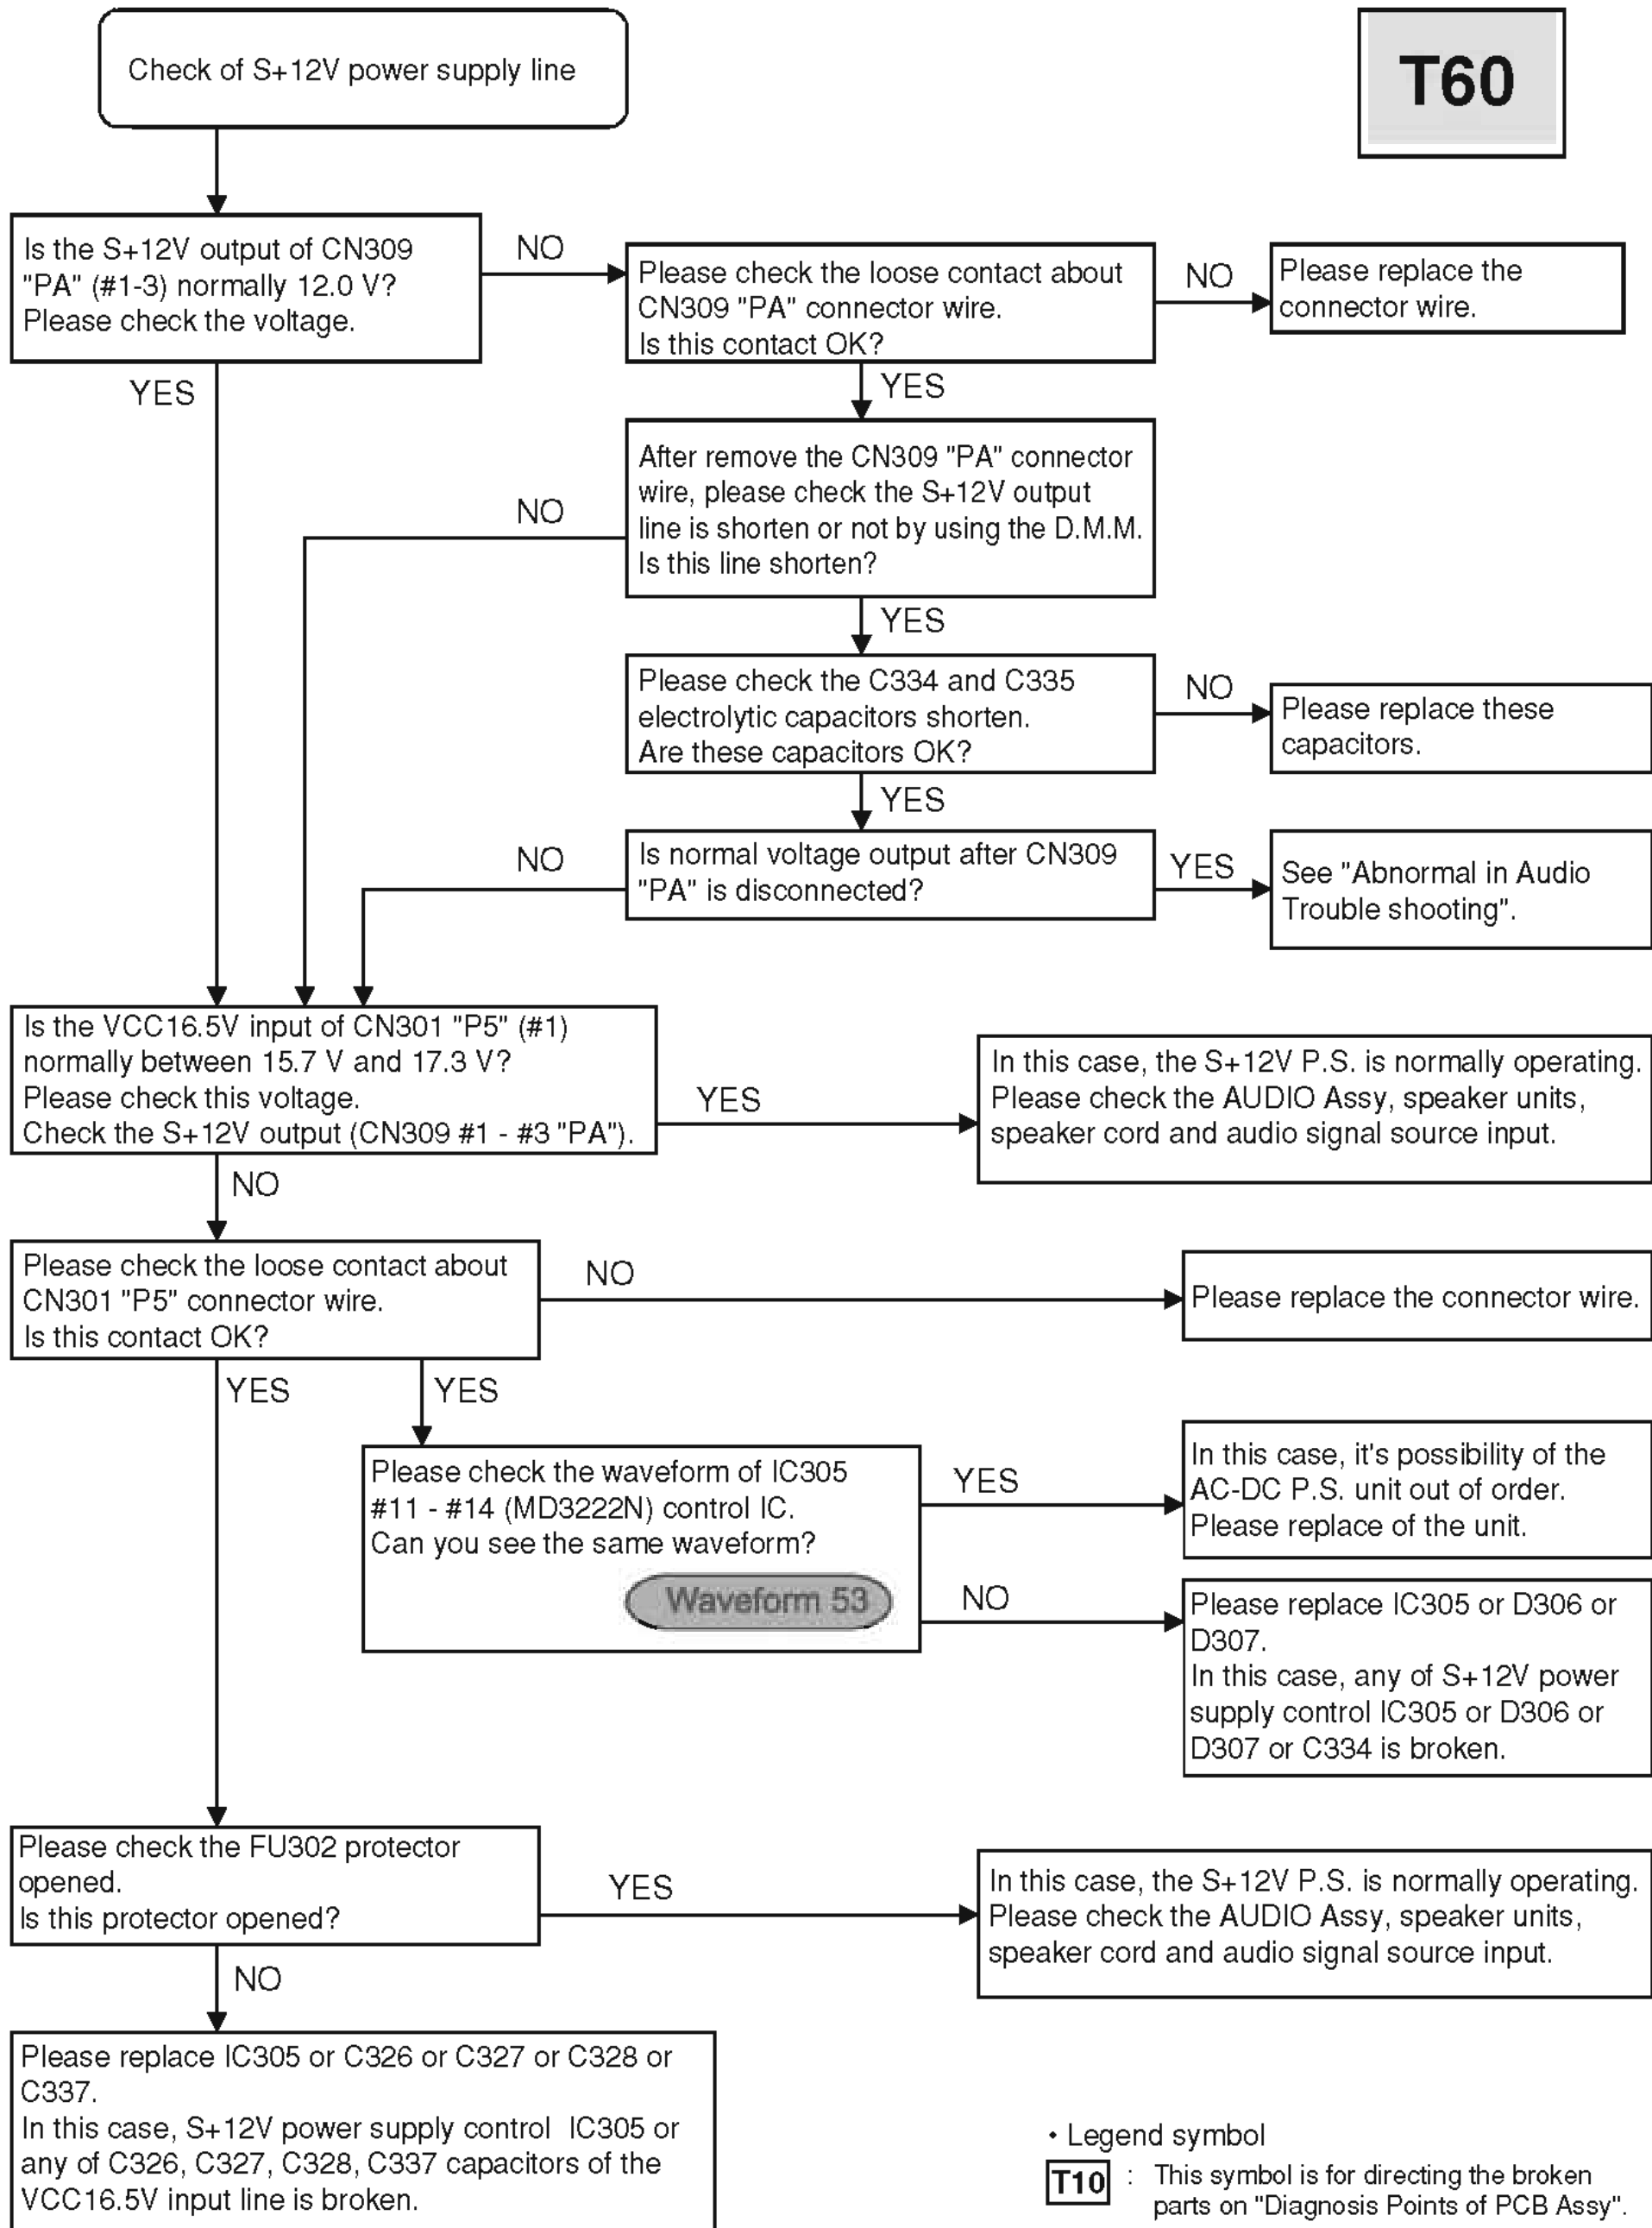 Check of S+12V power supply line
T60
Is the S+12V output of CN309
"PA" (#1-3) normally 12.0 V?
Please check the voltage.
NO
Please check the loose contact about
CN309 "PA" connector wire.
Is this contact OK?
NO
Please replace the
connector wire.
YES
YES
After remove the CN309 "PA" connector
wire, please check the S+12V output
line is shorten or not by using the D.M.M.
Is this line shorten?
NO
YES
Please check the C334 and C335
electrolytic capacitors shorten.
Are these capacitors OK?
NO
Please replace these
capacitors.
YES
Is normal voltage output after CN309
"PA" is disconnected?
NO
YES
See "Abnormal in Audio
Trouble shooting".
Is the VCC16.5V input of CN301 "P5" (#1)
normally between 15.7 V and 17.3 V?
Please check this voltage.
Check the S+12V output (CN309 #1 - #3 "PA").
YES
In this case, the S+12V P.S. is normally operating.
Please check the AUDIO Assy, speaker units,
speaker cord and audio signal source input.
NO
Please check the loose contact about
CN301 "P5" connector wire.
Is this contact OK?
NO
Please replace the connector wire.
YES
YES
Please check the waveform of IC305
#11 - #14 (MD3222N) control IC.
Can you see the same waveform?
Waveform 53
YES
In this case, it's possibility of the
AC-DC P.S. unit out of order.
Please replace of the unit.
NO
Please replace IC305 or D306 or
D307.
In this case, any of S+12V power
supply control IC305 or D306 or
D307 or C334 is broken.
Please check the FU302 protector
opened.
Is this protector opened?
YES
In this case, the S+12V P.S. is normally operating.
Please check the AUDIO Assy, speaker units,
speaker cord and audio signal source input.
NO
Please replace IC305 or C326 or C327 or C328 or
C337.
In this case, S+12V power supply control IC305 or
any of C326, C327, C328, C337 capacitors of the
VCC16.5V input line is broken.
• Legend symbol
T10 : This symbol is for directing the broken
parts on "Diagnosis Points of PCB Assy".